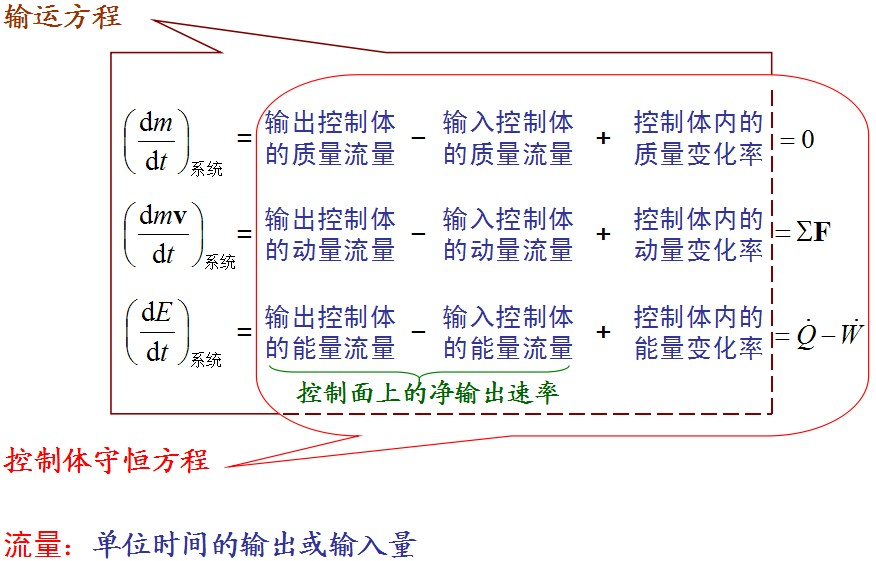 输运方程
(dm/dt)系统 = 输出控制体的质量流量 − 输入控制体的质量流量 + 控制体内的质量变化率 = 0
(dmv/dt)系统 = 输出控制体的动量流量 − 输入控制体的动量流量 + 控制体内的动量变化率 = ΣF
(dE/dt)系统 = 输出控制体的能量流量 − 输入控制体的能量流量 + 控制体内的能量变化率 = Q̇ − Ẇ
控制面上的净输出速率
控制体守恒方程
流量：单位时间的输出或输入量